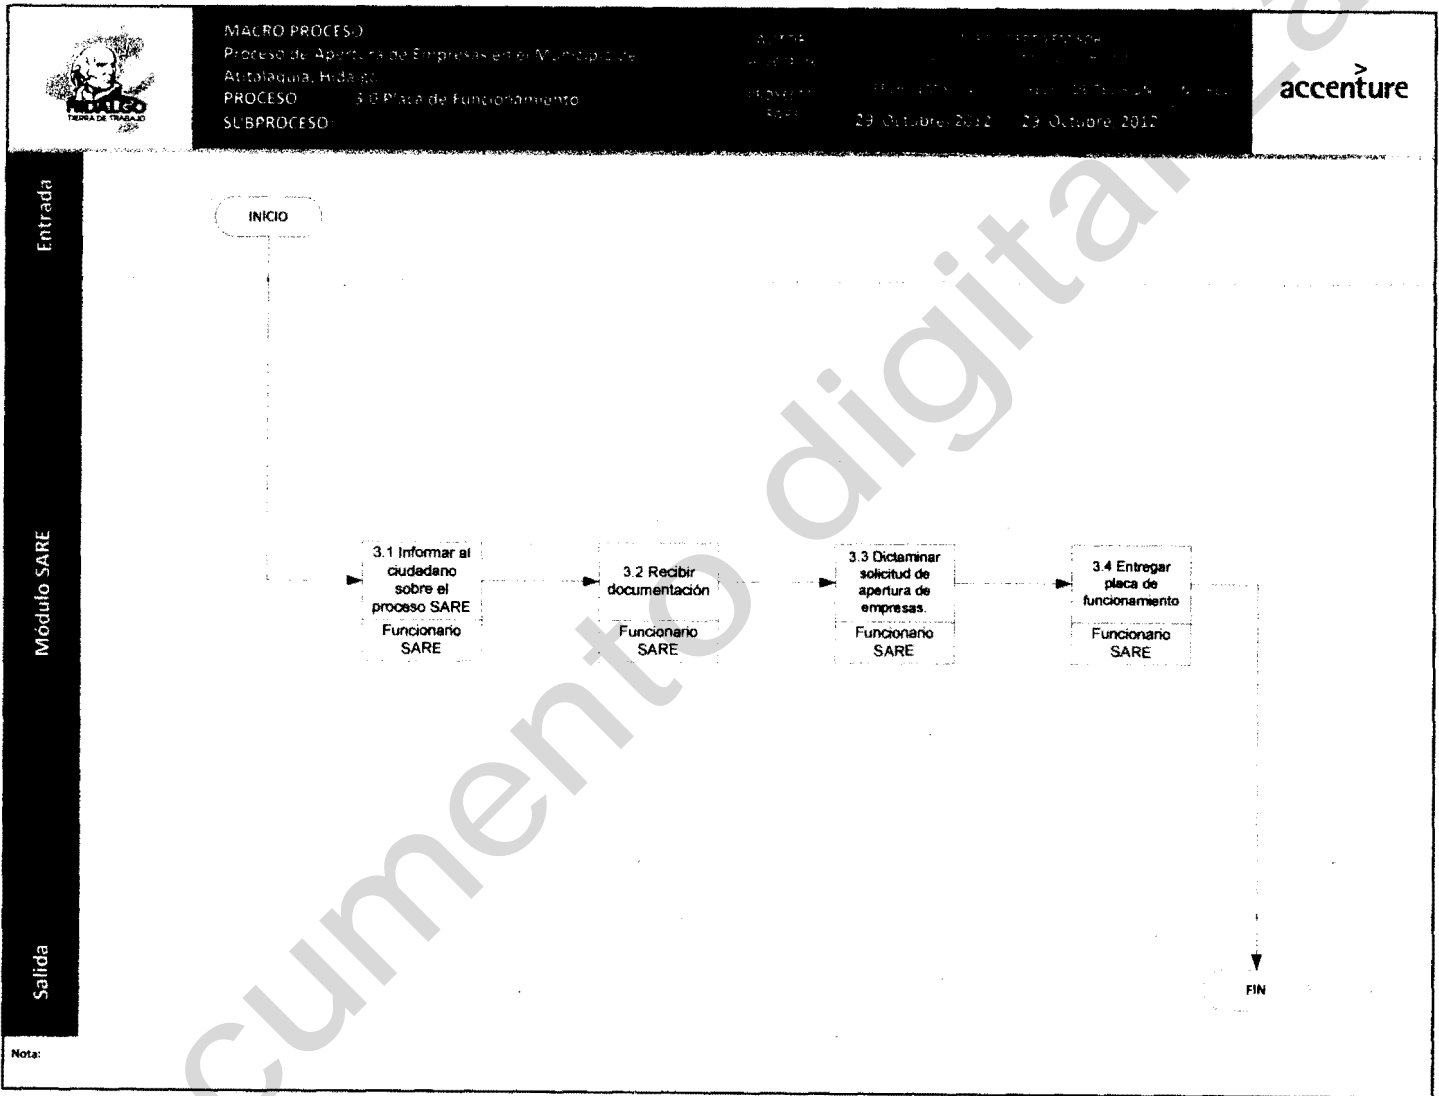 HIDALGO
TIERRA DE TRABAJO
MACRO PROCESO
Proceso de Apertura de Empresas en el Municipio de
Atitalaquia, Hidalgo
PROCESO 3.0 Placa de Funcionamiento
SUBPROCESO
29 Octubre, 2012 29 Octubre, 2012
accenture
Entrada
INICIO
Módulo SARE
3.1 Informar al
ciudadano
sobre el
proceso SARE
Funcionario
SARE
3.2 Recibir
documentación
Funcionario
SARE
3.3 Dictaminar
solicitud de
apertura de
empresas.
Funcionario
SARE
3.4 Entregar
placa de
funcionamiento
Funcionario
SARE
Salida
FIN
Nota:
cumento digital